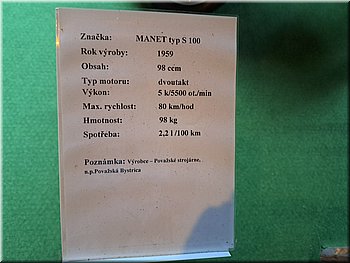 Značka: MANET typ S 100
Rok výroby: 1959
Obsah: 98 ccm
Typ motoru: dvoutakt
Výkon: 5 k/5500 ot./min
Max. rychlost: 80 km/hod
Hmotnost: 98 kg
Spotřeba: 2,2 l/100 km
Poznámka: Výrobce – Považské strojárne,
n.p.Považská Bystrica